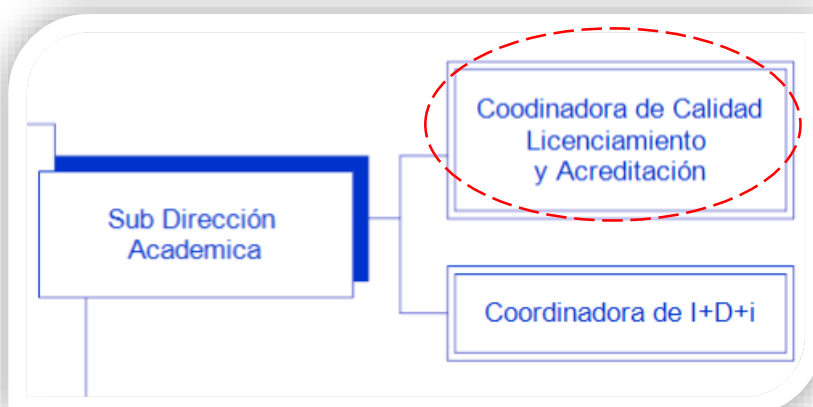 Coodinadora de Calidad
Licenciamiento
y Acreditación
Sub Dirección
Academica
Coordinadora de I+D+i